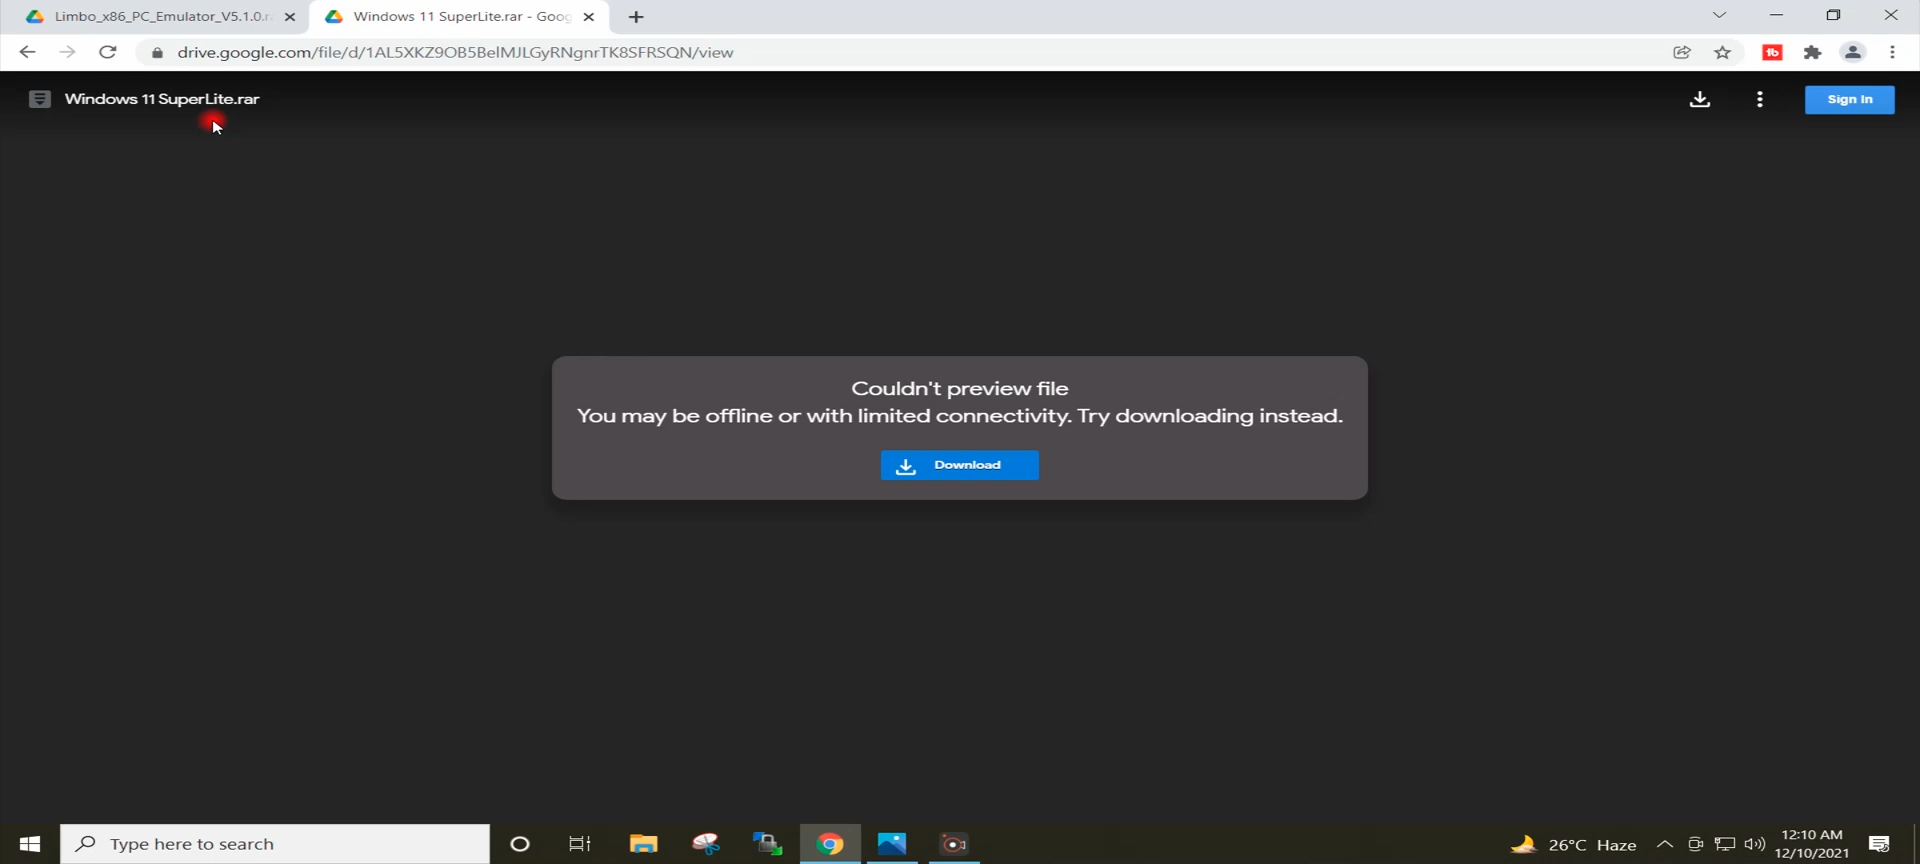 Limbo_x86_PC_Emulator_V5.1.0.r
Windows 11 SuperLite.rar - Goog
drive.google.com/file/d/1AL5XKZ9OB5BelMJLGyRNgnrTK8SFRSQN/view
Windows 11 SuperLite.rar
Sign In
Couldn't preview file
You may be offline or with limited connectivity. Try downloading instead.
Download
Type here to search
26°C Haze
12:10 AM
12/10/2021